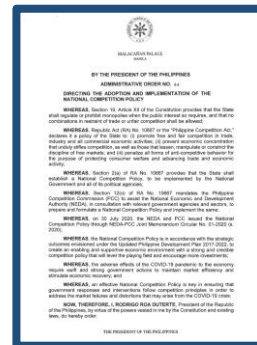 MALACAÑAN PALACE
MANILA
BY THE PRESIDENT OF THE PHILIPPINES
ADMINISTRATIVE ORDER NO. 44
DIRECTING THE ADOPTION AND IMPLEMENTATION OF THE
NATIONAL COMPETITION POLICY
WHEREAS, Section 19, Article XII of the Constitution provides that the State
shall regulate or prohibit monopolies when the public interest so requires, and that no
combinations in restraint of trade or unfair competition shall be allowed;
WHEREAS, Republic Act (RA) No. 10667 or the "Philippine Competition Act,"
declares it a policy of the State to: (i) promote free and fair competition in trade,
industry and all commercial economic activities; (ii) prevent economic concentration
that unduly stifles competition, as well as those that lessen, manipulate or constrict the
discipline of free markets; and (iii) penalize all forms of anti-competitive behavior for
the purpose of protecting consumer welfare and advancing trade and economic
activity;
WHEREAS, Section 2(a) of RA No. 10667 provides that the State shall
establish a National Competition Policy, to be implemented by the National
Government and all of its political agencies;
WHEREAS, Section 12(r) of RA No. 10667 mandates the Philippine
Competition Commission (PCC) to assist the National Economic and Development
Authority (NEDA), in consultation with relevant government agencies and sectors, to
prepare and formulate a National Competition Policy and implement the same;
WHEREAS, on 30 July 2020, the NEDA and PCC issued the National
Competition Policy through NEDA-PCC Joint Memorandum Circular No. 01-2020 (s.
2020);
WHEREAS, the National Competition Policy is in accordance with the strategic
outcomes envisioned under the Updated Philippine Development Plan 2017-2022, to
create an enabling and supportive economic environment with a strong and credible
competition policy that will level the playing field and encourage more investments;
WHEREAS, the adverse effects of the COVID-19 pandemic to the economy
require swift and strong government actions to maintain market efficiency and
stimulate economic recovery; and
WHEREAS, an effective National Competition Policy is key in ensuring that
government responses and interventions follow competition principles in order to
address the market failures and distortions that may arise from the COVID-19 crisis.
NOW, THEREFORE, I, RODRIGO ROA DUTERTE, President of the Republic
of the Philippines, by virtue of the powers vested in me by the Constitution and existing
laws, do hereby order:
THE PRESIDENT OF THE PHILIPPINES